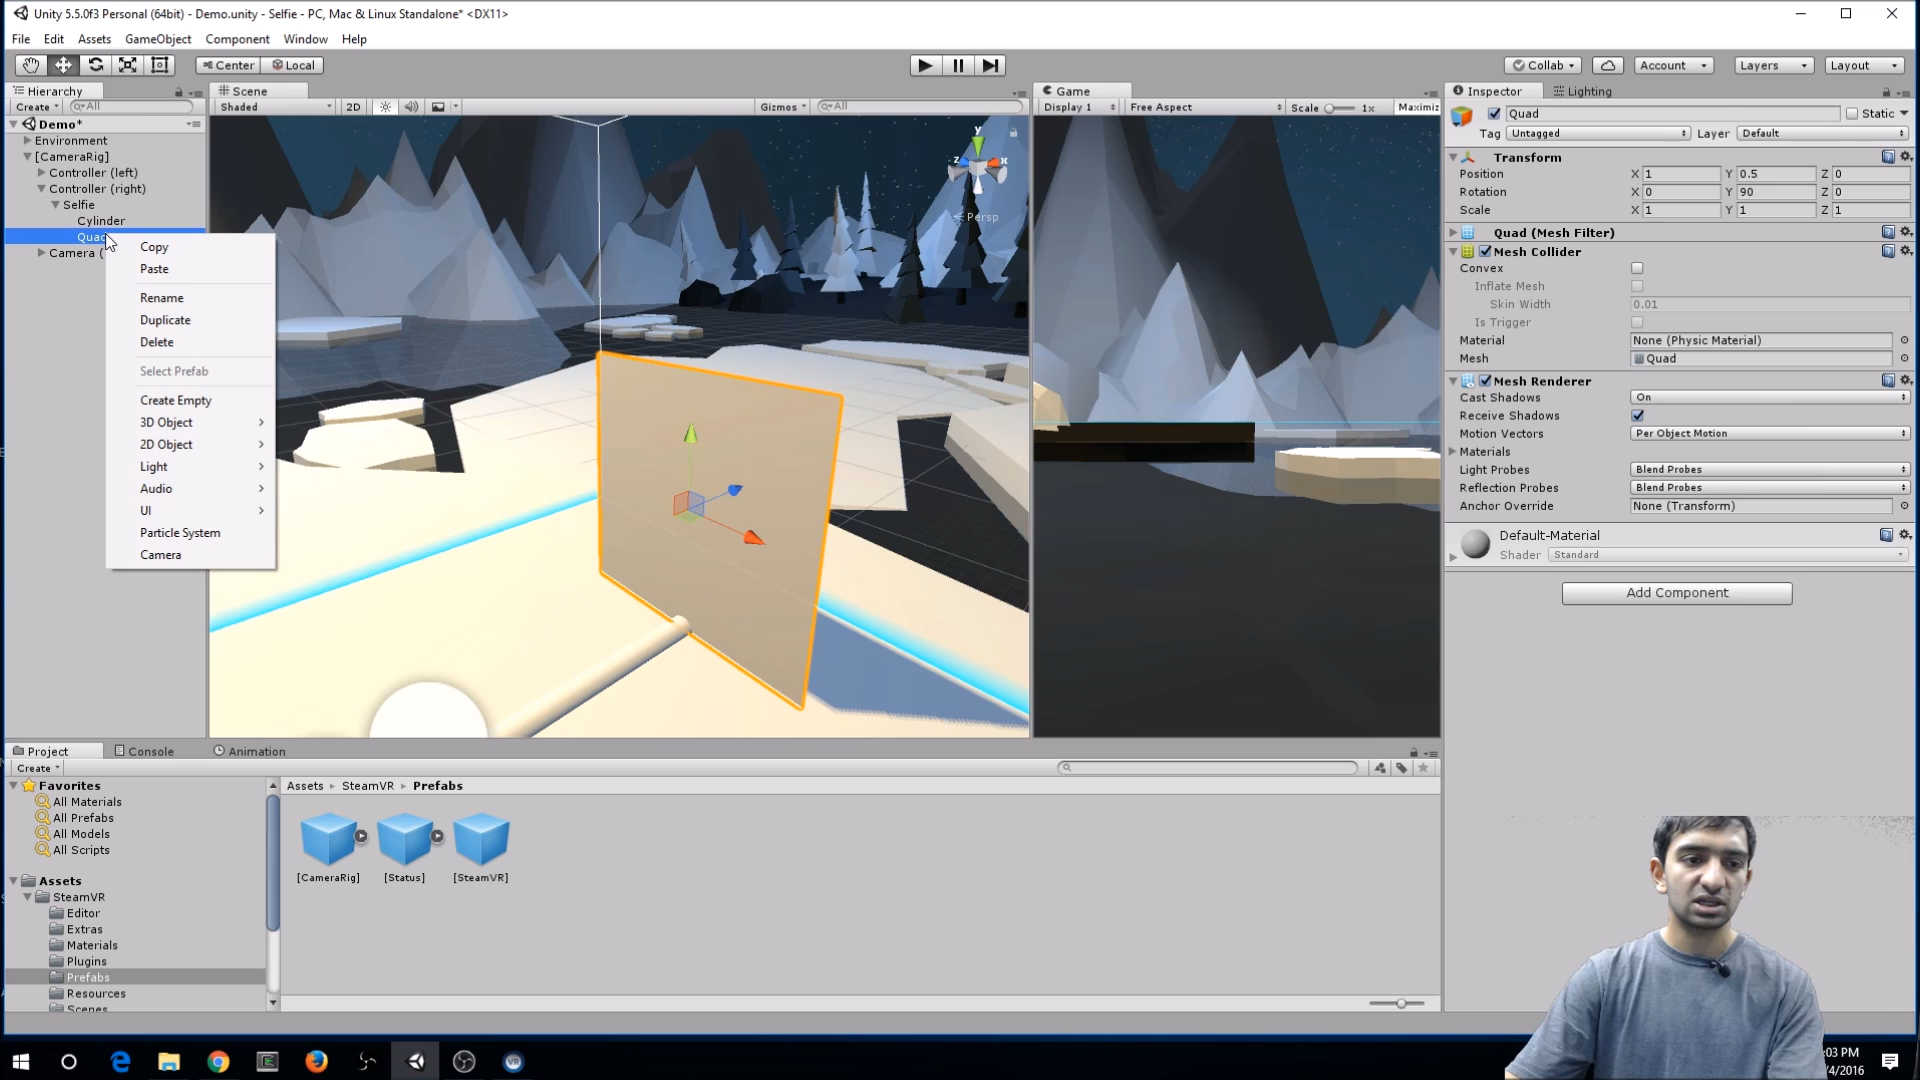 Unity 5.5.0f3 Personal (64bit) - Demo.unity - Selfie - PC, Mac & Linux Standalone* <DX11>
File Edit Assets GameObject Component Window Help
Center Local Collab Account Layers Layout
Hierarchy
Create All
Demo*
Environment
[CameraRig]
Controller (left)
Controller (right)
Selfie
Cylinder
Quad
Camera (
Copy
Paste
Rename
Duplicate
Delete
Select Prefab
Create Empty
3D Object
2D Object
Light
Audio
UI
Particle System
Camera
Scene
Shaded 2D Gizmos All
y
z x
Persp
Game
Display 1 Free Aspect Scale 1x Maximiz
Inspector Lighting
Quad Static
Tag Untagged Layer Default
Transform
Position X 1 Y 0.5 Z 0
Rotation X 0 Y 90 Z 0
Scale X 1 Y 1 Z 1
Quad (Mesh Filter)
Mesh Collider
Convex
Inflate Mesh
Skin Width 0.01
Is Trigger
Material None (Physic Material)
Mesh Quad
Mesh Renderer
Cast Shadows On
Receive Shadows
Motion Vectors Per Object Motion
Materials
Light Probes Blend Probes
Reflection Probes Blend Probes
Anchor Override None (Transform)
Default-Material
Shader Standard
Add Component
Project Console Animation
Create
Favorites
All Materials
All Prefabs
All Models
All Scripts
Assets
SteamVR
Editor
Extras
Materials
Plugins
Prefabs
Resources
Scenes
Assets SteamVR Prefabs
[CameraRig] [Status] [SteamVR]
:03 PM
/4/2016